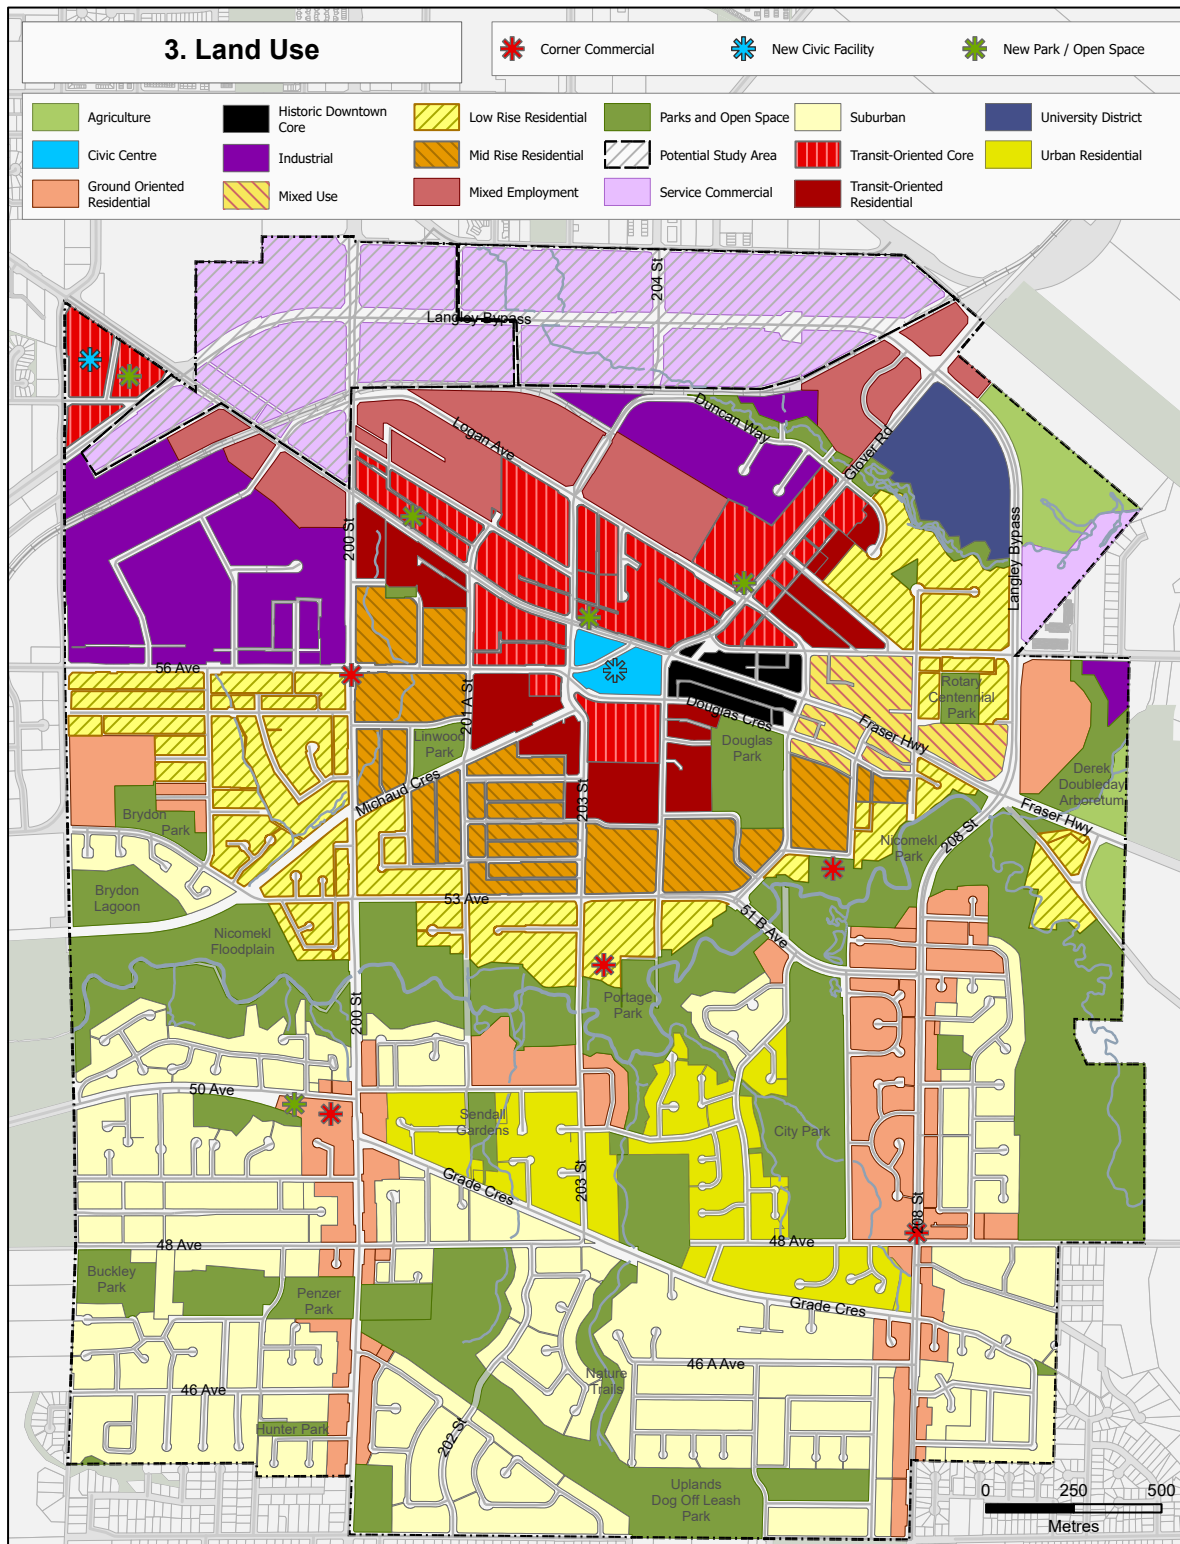 3. Land Use
Corner Commercial
New Civic Facility
New Park / Open Space
Agriculture
Historic Downtown
Core
Low Rise Residential
Parks and Open Space
Suburban
University District
Civic Centre
Industrial
Mid Rise Residential
Potential Study Area
Transit-Oriented Core
Urban Residential
Ground Oriented
Residential
Mixed Use
Mixed Employment
Service Commercial
Transit-Oriented
Residential
204 St
Langley Bypass
Duncan Way
Logan Ave
Glover Rd
200 St
Langley Bypass
56 Ave
201 A St
Rotary
Centennial
Park
Douglas Cres
Fraser Hwy
Linwood
Park
Douglas
Park
Michaud Cres
203 St
Derek
Doubleday
Arboretum
Fraser Hwy
Brydon
Park
208 St
Nicomekl
Park
Brydon
Lagoon
53 Ave
51 B Ave
Nicomekl
Floodplain
200 St
Portage
Park
50 Ave
Sendall
Gardens
City Park
203 St
Grade Cres
208 St
48 Ave
48 Ave
Buckley
Park
Penzer
Park
Grade Cres
46 A Ave
Nature
Trails
46 Ave
Hunter Park
202 St
Uplands
Dog Off Leash
Park
0 250 500
Metres